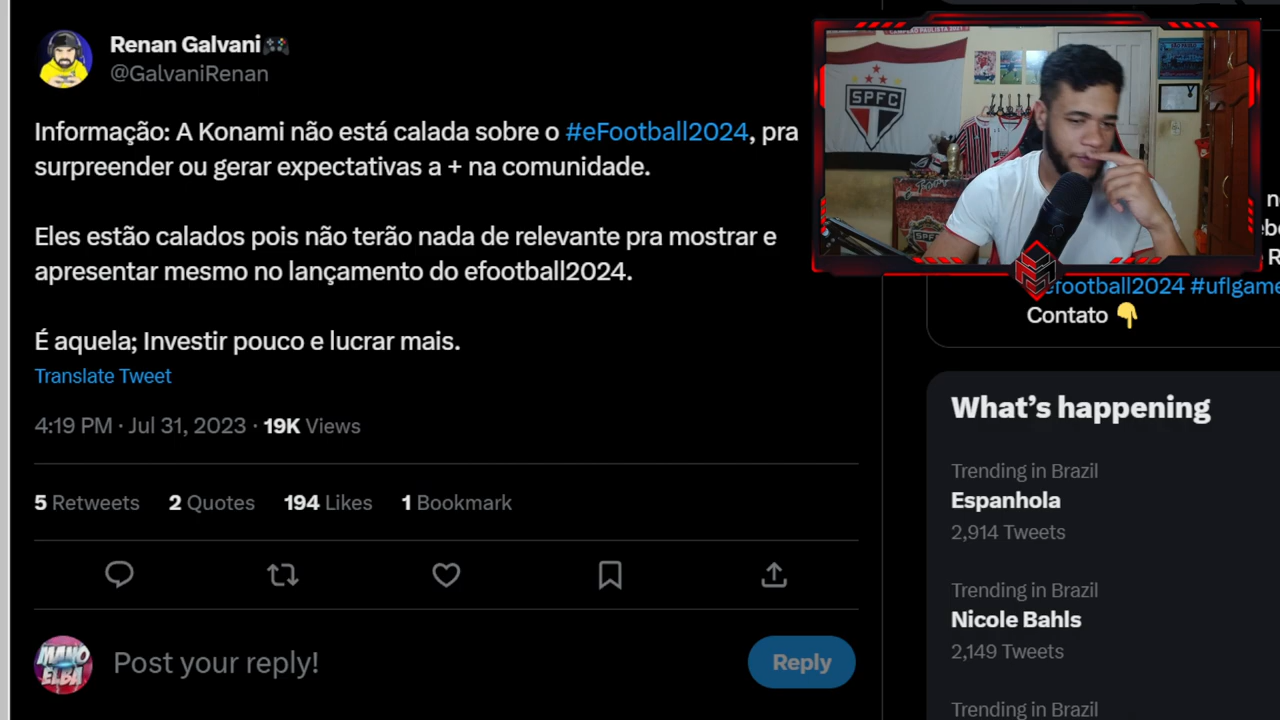 Renan Galvani🎮
@GalvaniRenan
Informação: A Konami não está calada sobre o #eFootball2024, pra
surpreender ou gerar expectativas a + na comunidade.
Eles estão calados pois não terão nada de relevante pra mostrar e
apresentar mesmo no lançamento do efootball2024.
É aquela; Investir pouco e lucrar mais.
Translate Tweet
4:19 PM · Jul 31, 2023 · 19K Views
5 Retweets 2 Quotes 194 Likes 1 Bookmark
MANO
ELBA
Post your reply!
Reply
SPFC
efootball2024 #uflgame
Contato 👇
What's happening
Trending in Brazil
Espanhola
2,914 Tweets
Trending in Brazil
Nicole Bahls
2,149 Tweets
Trending in Brazil